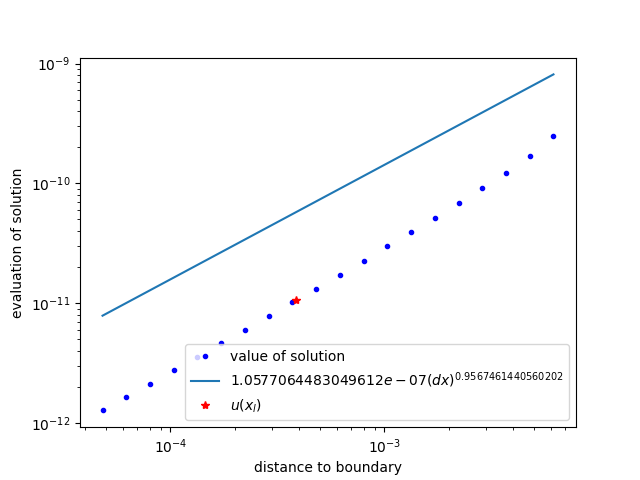 10⁻⁹
10⁻¹⁰
10⁻¹¹
10⁻¹²
evaluation of solution
value of solution
1.0577064483049612e − 07(dx)^0.9567461440560202
u(x_I)
10⁻⁴
10⁻³
distance to boundary